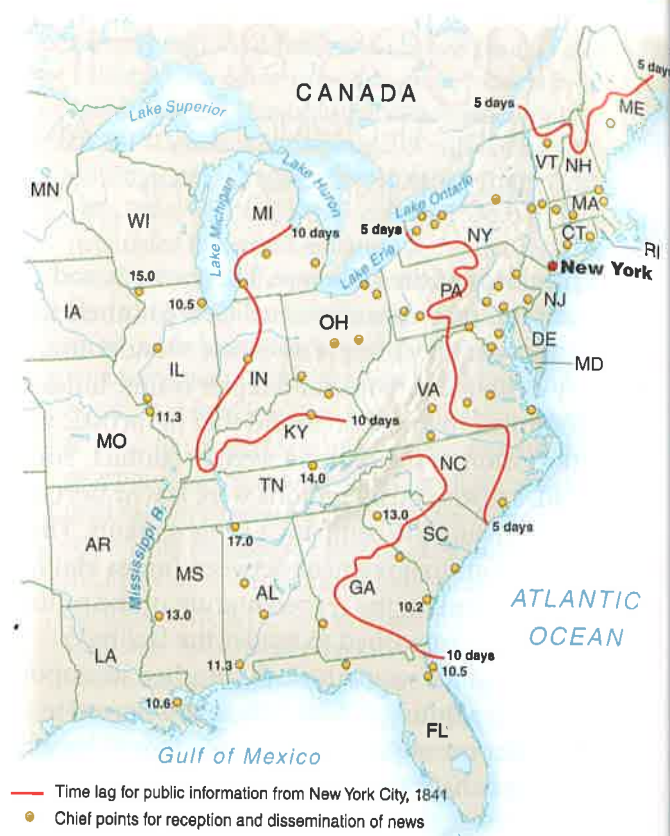 CANADA
5 days
5 days
Lake Superior
ME
VT
NH
MN
Lake Huron
WI
Lake Michigan
MI
Lake Ontario
MA
10 days
5 days
NY
CT
RI
Lake Erie
New York
15.0
10.5
PA
NJ
IA
OH
DE
MD
IL
IN
VA
11.3
KY
10 days
MO
NC
14.0
TN
13.0
5 days
17.0
SC
AR
Mississippi R.
MS
AL
GA
10.2
ATLANTIC
OCEAN
13.0
LA
10 days
11.3
10.5
10.6
FL
Gulf of Mexico
Time lag for public information from New York City, 1841
Chief points for reception and dissemination of news